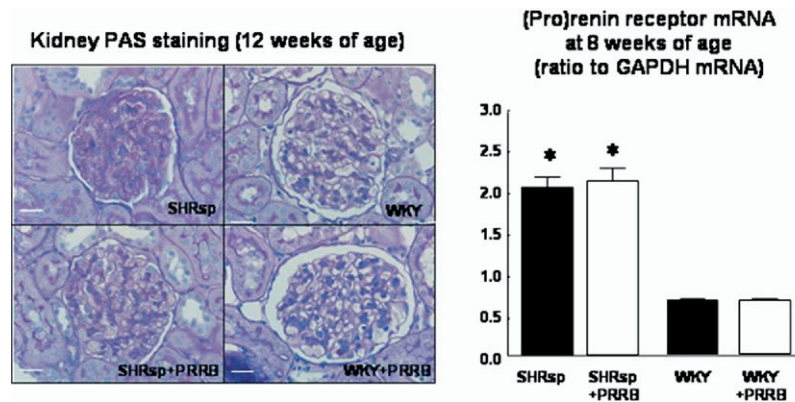 Kidney PAS staining (12 weeks of age)
SHRsp
WKY
SHRsp+PRRB
WKY+PRRB
(Pro)renin receptor mRNA
at 8 weeks of age
(ratio to GAPDH mRNA)
3.0
2.5
2.0
1.5
1.0
0.5
0.0
*
*
SHRsp
SHRsp
+PRRB
WKY
WKY
+PRRB